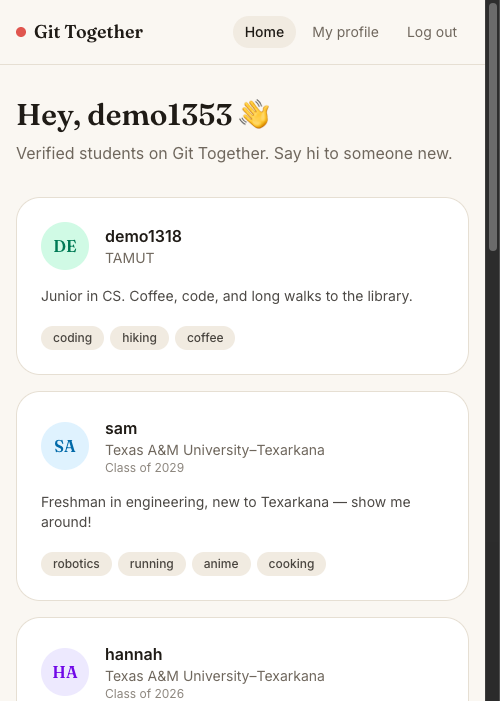 Git Together
Home My profile Log out
Hey, demo1353 👋
Verified students on Git Together. Say hi to someone new.
DE
demo1318
TAMUT
Junior in CS. Coffee, code, and long walks to the library.
coding hiking coffee
SA
sam
Texas A&M University–Texarkana
Class of 2029
Freshman in engineering, new to Texarkana — show me
around!
robotics running anime cooking
HA
hannah
Texas A&M University–Texarkana
Class of 2026